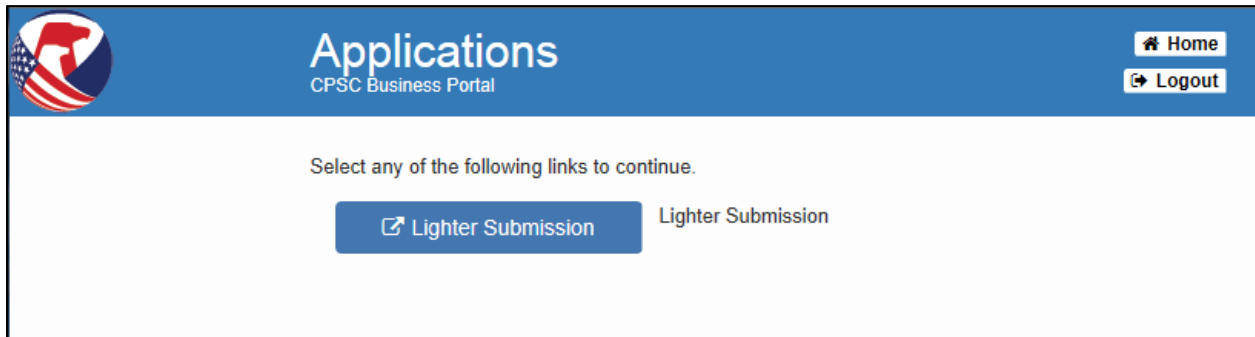 Applications
CPSC Business Portal
Home
Logout
Select any of the following links to continue.
Lighter Submission
Lighter Submission